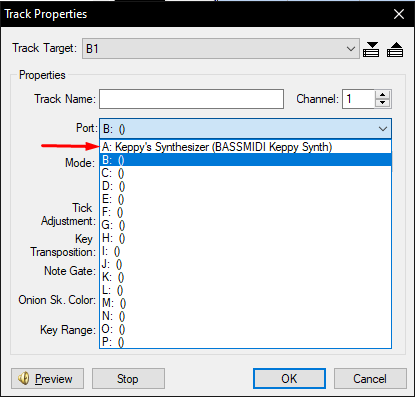 Track Properties
Track Target: B1
Properties
Track Name: Channel: 1
Port: B: ()
A: Keppy's Synthesizer (BASSMIDI Keppy Synth)
Mode: B: ()
C: ()
D: ()
E: ()
Tick Adjustment: F: ()
G: ()
Key Transposition: H: ()
I: ()
Note Gate: J: ()
K: ()
L: ()
Onion Sk. Color: M: ()
N: ()
Key Range: O: ()
P: ()
Preview Stop OK Cancel